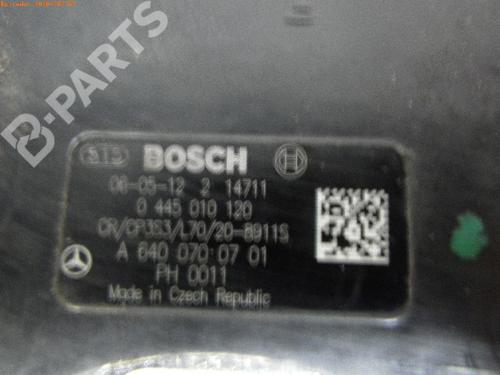 B-PARTS
BOSCH
06-05-12 2 14711
0 445 010 120
CR/CP3S3/L70/20-8911S
A 640 070 07 01
PH 0011
Made in Czech Republic